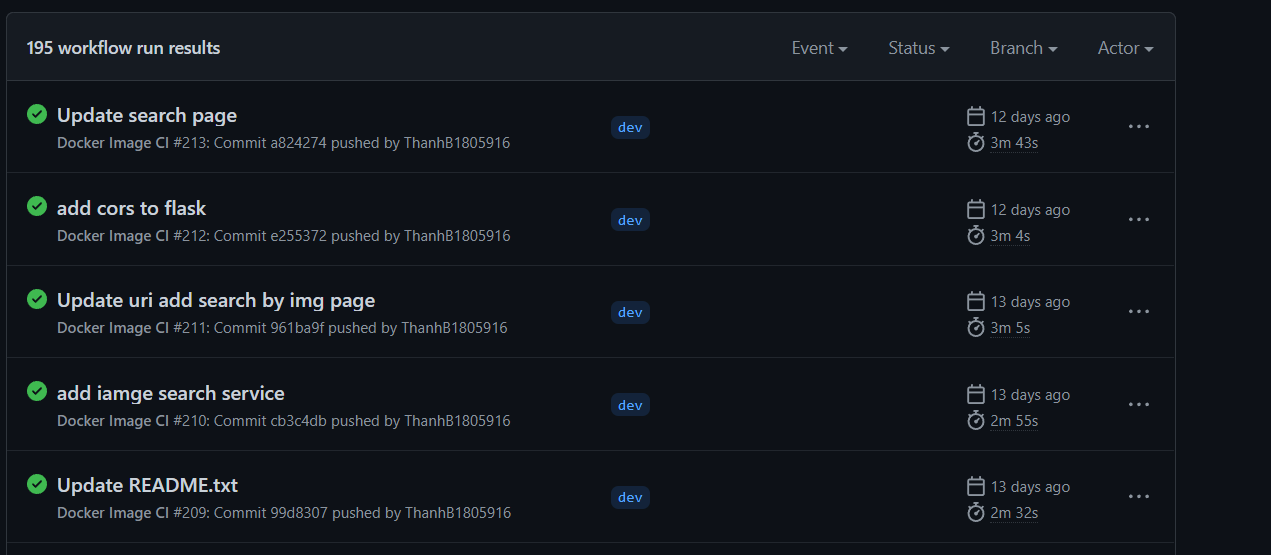 195 workflow run results
Event Status Branch Actor
Update search page
Docker Image CI #213: Commit a824274 pushed by ThanhB1805916
dev
12 days ago
3m 43s
add cors to flask
Docker Image CI #212: Commit e255372 pushed by ThanhB1805916
dev
12 days ago
3m 4s
Update uri add search by img page
Docker Image CI #211: Commit 961ba9f pushed by ThanhB1805916
dev
13 days ago
3m 5s
add iamge search service
Docker Image CI #210: Commit cb3c4db pushed by ThanhB1805916
dev
13 days ago
2m 55s
Update README.txt
Docker Image CI #209: Commit 99d8307 pushed by ThanhB1805916
dev
13 days ago
2m 32s